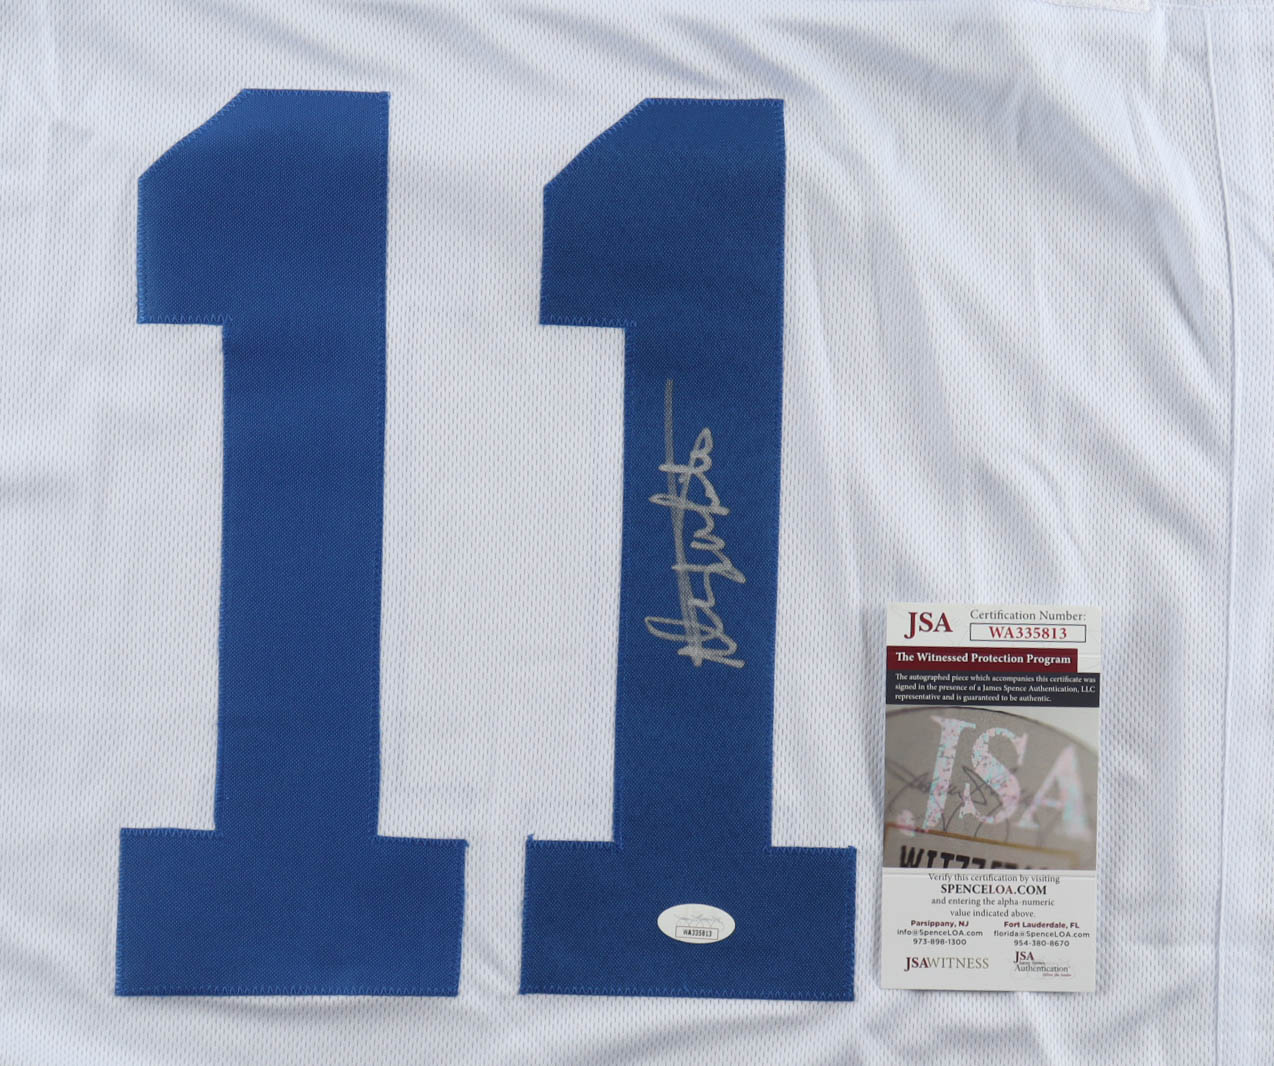 11
JSA
Certification Number:
WA335813
The Witnessed Protection Program
The autographed piece which accompanies this certificate was
signed in the presence of a James Spence Authentication, LLC
representative and is guaranteed to be authentic.
JSA
Verify this certification by visiting
SPENCELOA.COM
and entering the alpha-numeric
value indicated above.
Parsippany, NJ
info@SpenceLOA.com
973-898-1300
Fort Lauderdale, FL
florida@SpenceLOA.com
954-380-8670
JSAWITNESS
JSA
Authentication
WA335813